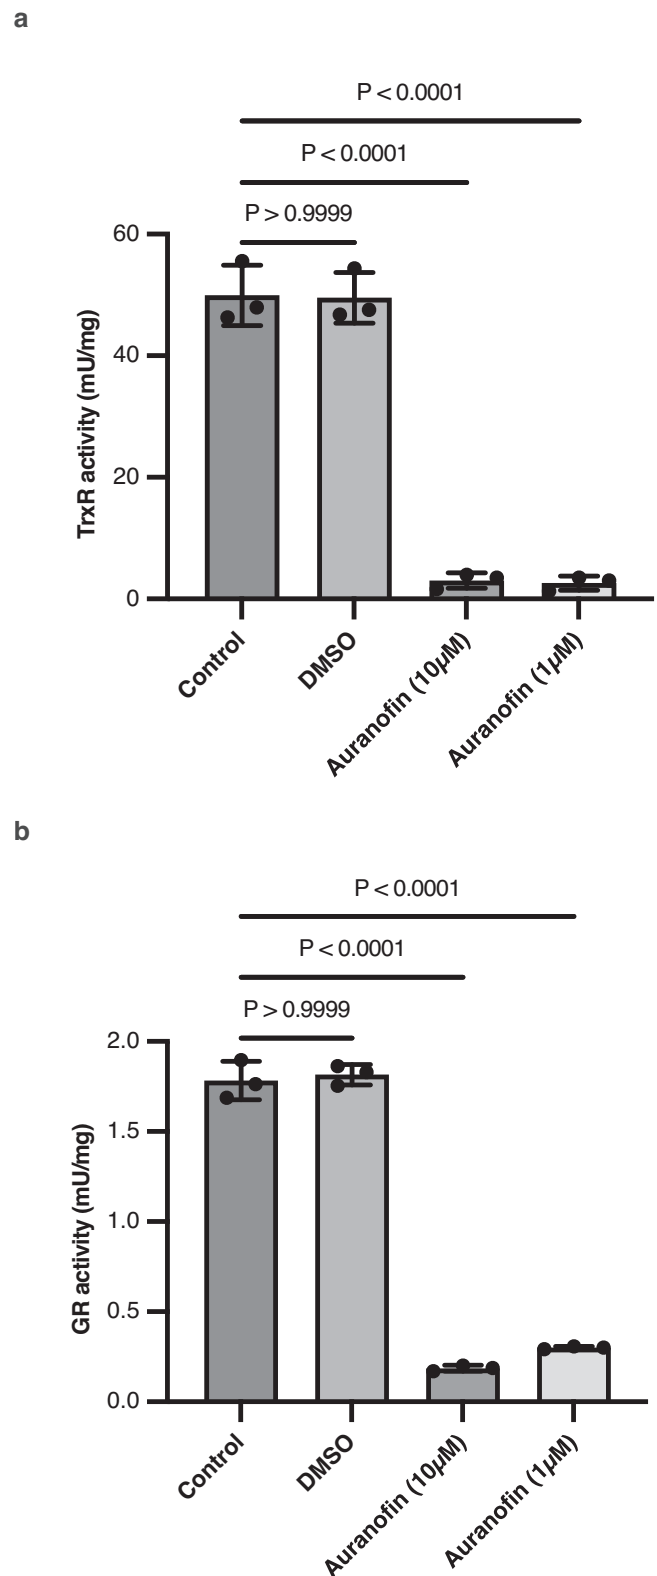 a
P < 0.0001
P < 0.0001
P > 0.9999
60
40
20
0
TrxR activity (mU/mg)
Control
DMSO
Auranofin (10µM)
Auranofin (1µM)
b
P < 0.0001
P < 0.0001
P > 0.9999
2.0
1.5
1.0
0.5
0.0
GR activity (mU/mg)
Control
DMSO
Auranofin (10µM)
Auranofin (1µM)